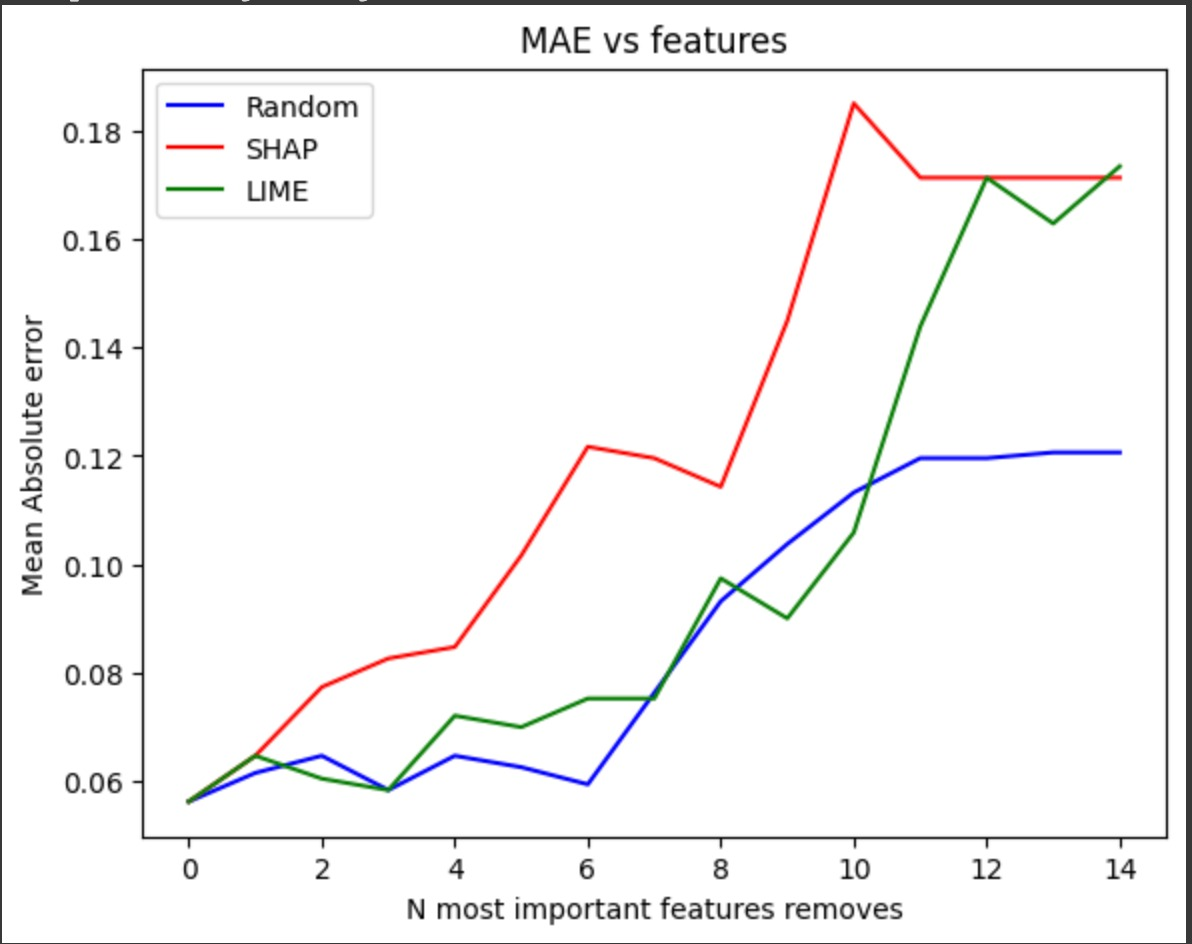 MAE vs features
Random
SHAP
LIME
0.18
0.16
0.14
0.12
0.10
0.08
0.06
Mean Absolute error
0 2 4 6 8 10 12 14
N most important features removes